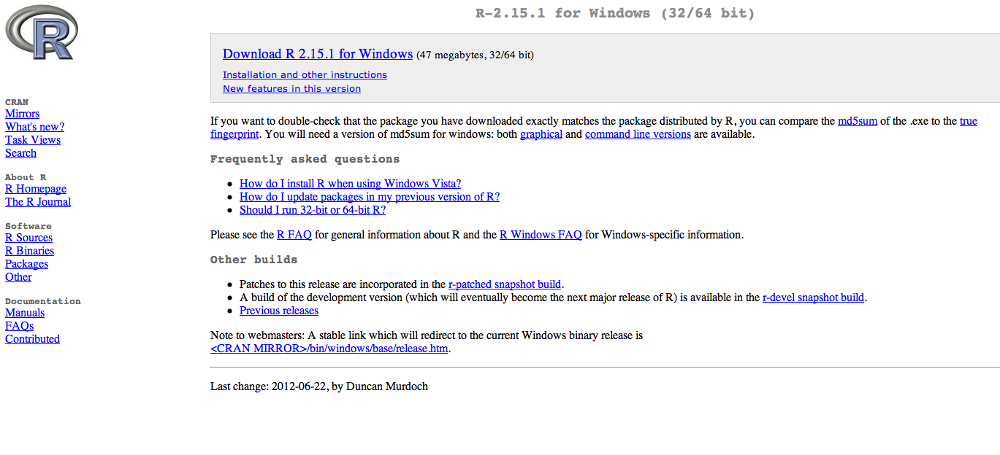 R
CRAN
Mirrors
What's new?
Task Views
Search
About R
R Homepage
The R Journal
Software
R Sources
R Binaries
Packages
Other
Documentation
Manuals
FAQs
Contributed
R-2.15.1 for Windows (32/64 bit)
Download R 2.15.1 for Windows (47 megabytes, 32/64 bit)
Installation and other instructions
New features in this version
If you want to double-check that the package you have downloaded exactly matches the package distributed by R, you can compare the md5sum of the .exe to the true
fingerprint. You will need a version of md5sum for windows: both graphical and command line versions are available.
Frequently asked questions
• How do I install R when using Windows Vista?
• How do I update packages in my previous version of R?
• Should I run 32-bit or 64-bit R?
Please see the R FAQ for general information about R and the R Windows FAQ for Windows-specific information.
Other builds
• Patches to this release are incorporated in the r-patched snapshot build.
• A build of the development version (which will eventually become the next major release of R) is available in the r-devel snapshot build.
• Previous releases
Note to webmasters: A stable link which will redirect to the current Windows binary release is
<CRAN MIRROR>/bin/windows/base/release.htm.
Last change: 2012-06-22, by Duncan Murdoch